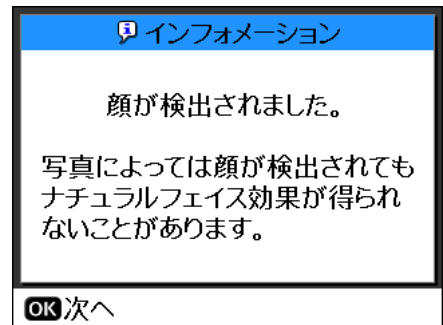 インフォメーション
顔が検出されました。
写真によっては顔が検出されても
ナチュラルフェイス効果が得られ
ないことがあります。
OK次へ